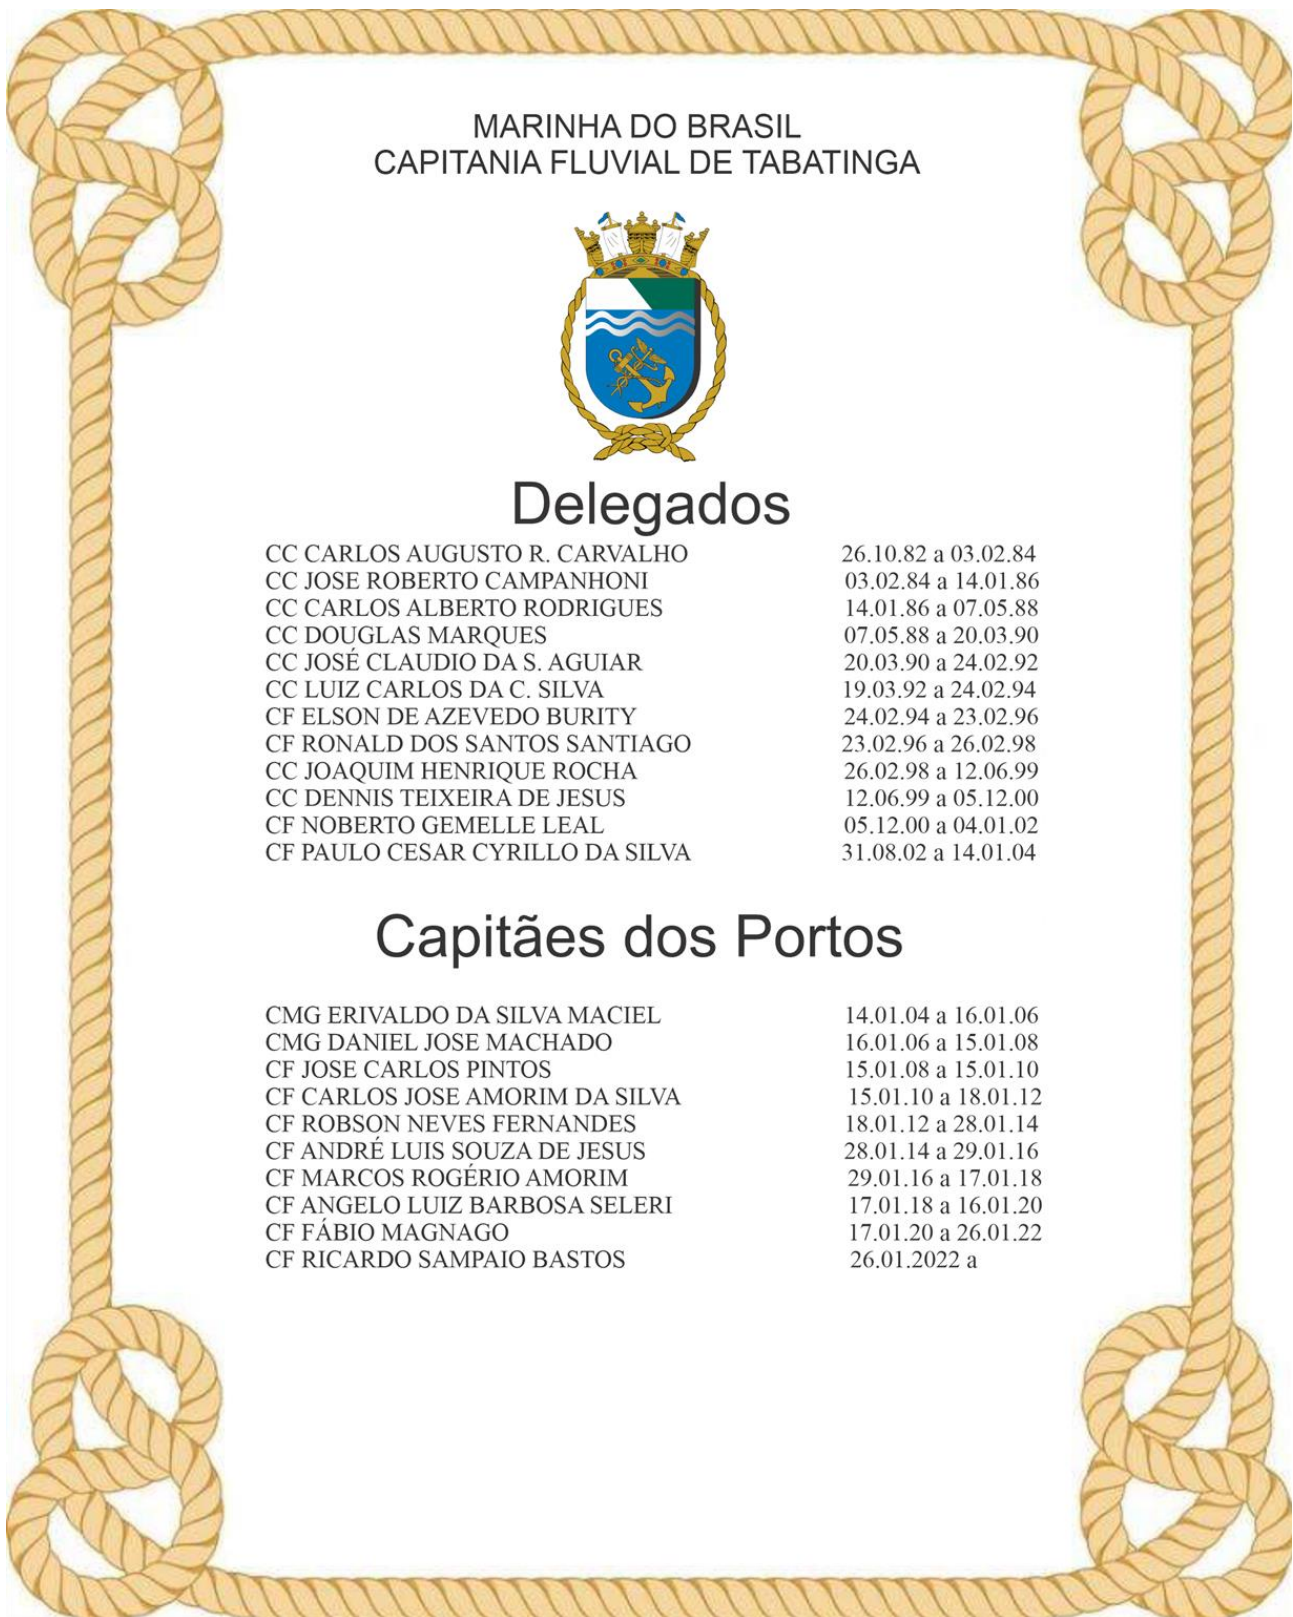 MARINHA DO BRASIL
CAPITANIA FLUVIAL DE TABATINGA
Delegados
CC CARLOS AUGUSTO R. CARVALHO 26.10.82 a 03.02.84
CC JOSE ROBERTO CAMPANHONI 03.02.84 a 14.01.86
CC CARLOS ALBERTO RODRIGUES 14.01.86 a 07.05.88
CC DOUGLAS MARQUES 07.05.88 a 20.03.90
CC JOSÉ CLAUDIO DA S. AGUIAR 20.03.90 a 24.02.92
CC LUIZ CARLOS DA C. SILVA 19.03.92 a 24.02.94
CF ELSON DE AZEVEDO BURITY 24.02.94 a 23.02.96
CF RONALD DOS SANTOS SANTIAGO 23.02.96 a 26.02.98
CC JOAQUIM HENRIQUE ROCHA 26.02.98 a 12.06.99
CC DENNIS TEIXEIRA DE JESUS 12.06.99 a 05.12.00
CF NOBERTO GEMELLE LEAL 05.12.00 a 04.01.02
CF PAULO CESAR CYRILLO DA SILVA 31.08.02 a 14.01.04
Capitães dos Portos
CMG ERIVALDO DA SILVA MACIEL 14.01.04 a 16.01.06
CMG DANIEL JOSE MACHADO 16.01.06 a 15.01.08
CF JOSE CARLOS PINTOS 15.01.08 a 15.01.10
CF CARLOS JOSE AMORIM DA SILVA 15.01.10 a 18.01.12
CF ROBSON NEVES FERNANDES 18.01.12 a 28.01.14
CF ANDRÉ LUIS SOUZA DE JESUS 28.01.14 a 29.01.16
CF MARCOS ROGÉRIO AMORIM 29.01.16 a 17.01.18
CF ANGELO LUIZ BARBOSA SELERI 17.01.18 a 16.01.20
CF FÁBIO MAGNAGO 17.01.20 a 26.01.22
CF RICARDO SAMPAIO BASTOS 26.01.2022 a